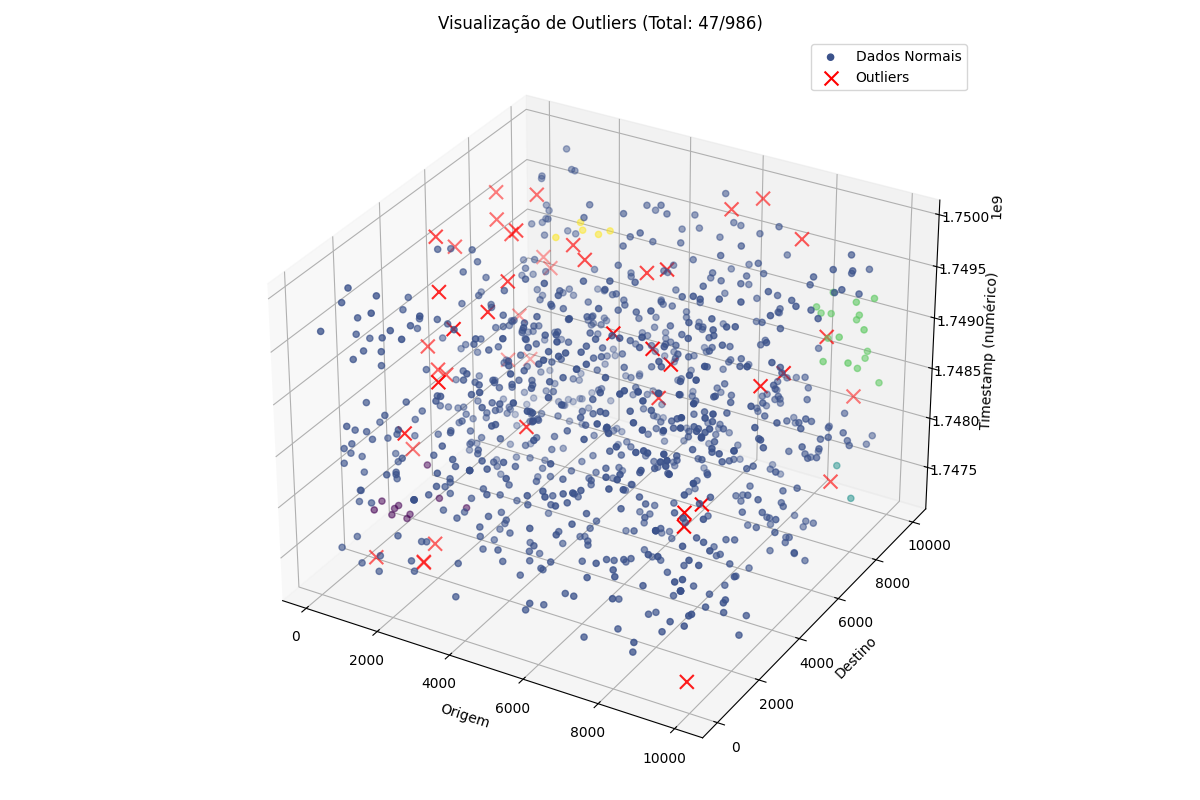 Visualização de Outliers (Total: 47/986)
Dados Normais
Outliers
1e9
1.7500
1.7495
1.7490
1.7485
1.7480
1.7475
Timestamp (numérico)
10000
8000
6000
4000
2000
0
Destino
0
2000
4000
6000
8000
10000
Origem